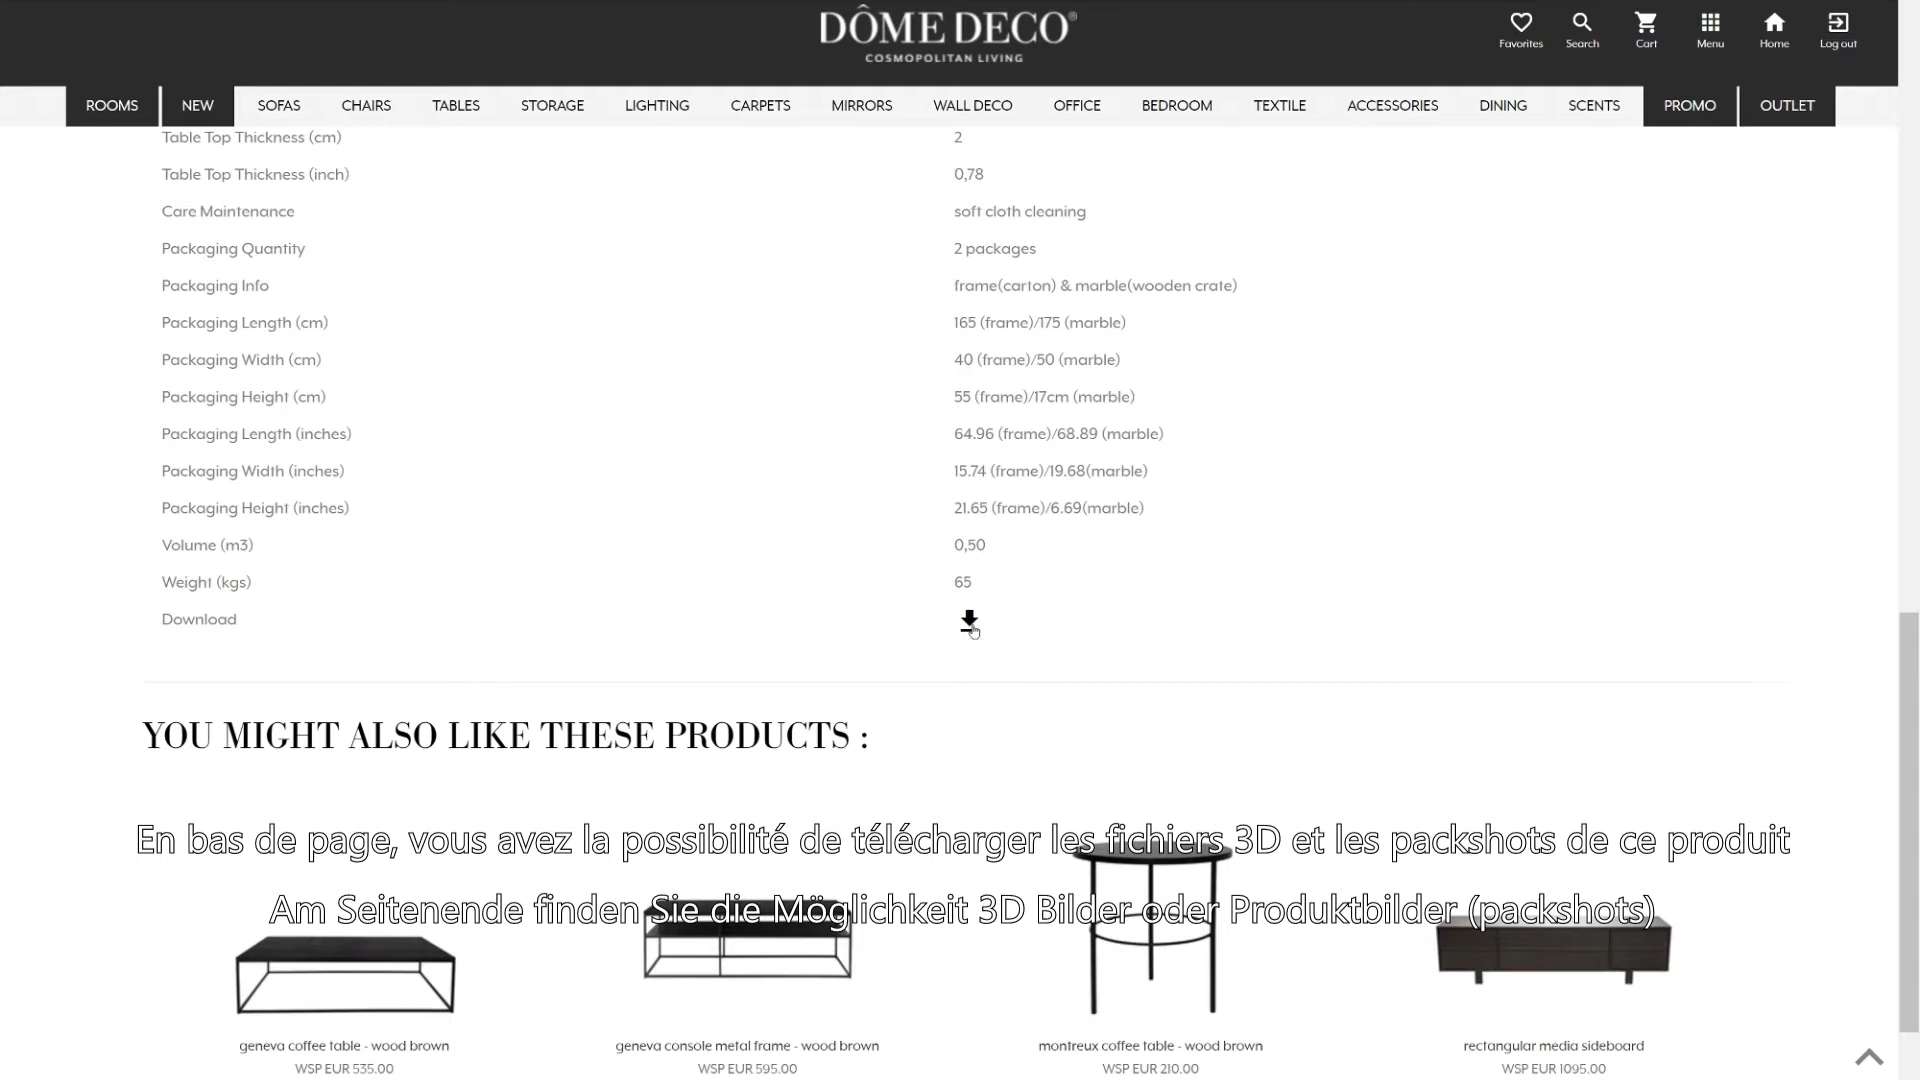 DÔME DECO®
COSMOPOLITAN LIVING
Favorites
Search
Cart
Menu
Home
Log out
ROOMS
NEW
SOFAS
CHAIRS
TABLES
STORAGE
LIGHTING
CARPETS
MIRRORS
WALL DECO
OFFICE
BEDROOM
TEXTILE
ACCESSORIES
DINING
SCENTS
PROMO
OUTLET
Table Top Thickness (cm) 2
Table Top Thickness (inch) 0,78
Care Maintenance soft cloth cleaning
Packaging Quantity 2 packages
Packaging Info frame(carton) & marble(wooden crate)
Packaging Length (cm) 165 (frame)/175 (marble)
Packaging Width (cm) 40 (frame)/50 (marble)
Packaging Height (cm) 55 (frame)/17cm (marble)
Packaging Length (inches) 64.96 (frame)/68.89 (marble)
Packaging Width (inches) 15.74 (frame)/19.68(marble)
Packaging Height (inches) 21.65 (frame)/6.69(marble)
Volume (m3) 0,50
Weight (kgs) 65
Download
YOU MIGHT ALSO LIKE THESE PRODUCTS :
En bas de page, vous avez la possibilité de télécharger les fichiers 3D et les packshots de ce produit
Am Seitenende finden Sie die Möglichkeit 3D Bilder oder Produktbilder (packshots)
geneva coffee table - wood brown
WSP EUR 535.00
geneva console metal frame - wood brown
WSP EUR 595.00
montreux coffee table - wood brown
WSP EUR 210.00
rectangular media sideboard
WSP EUR 1095.00